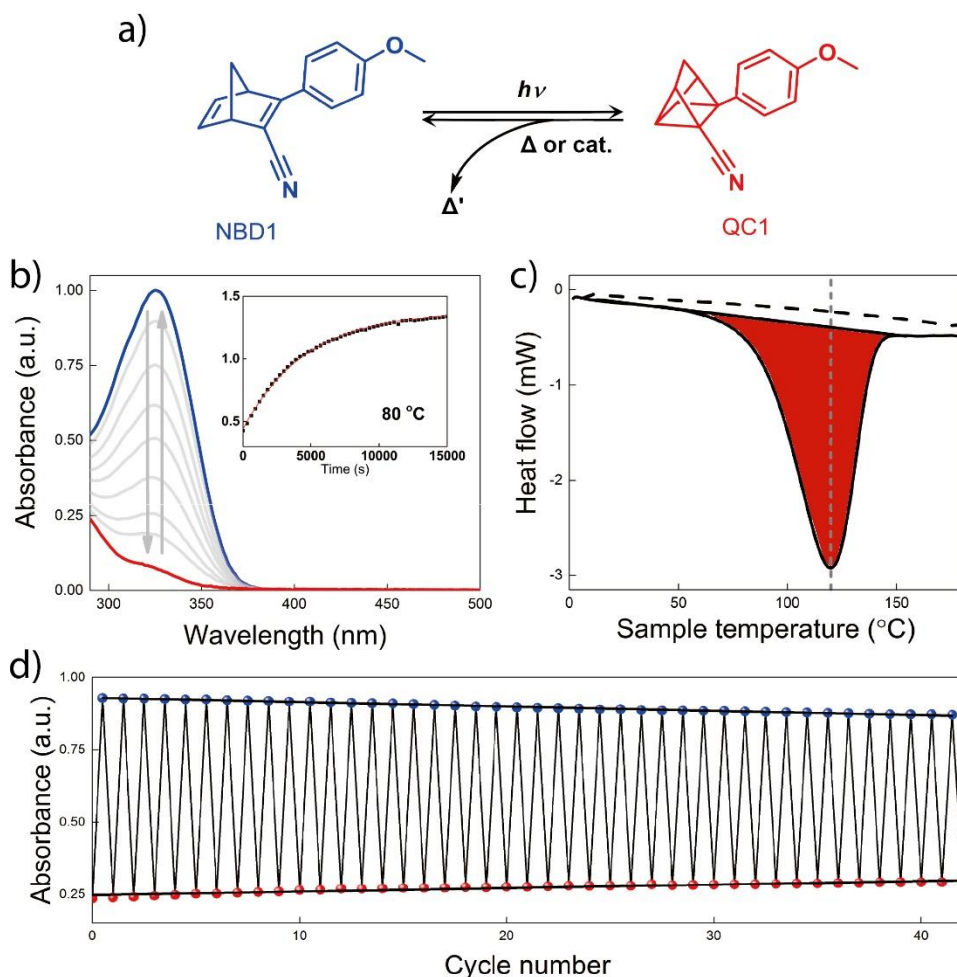 a)
O
O
hν
Δ or cat.
N
N
Δ'
NBD1
QC1
b)
c)
1.00
0.75
0.50
0.25
0.00
Absorbance (a.u.)
300
350
400
450
500
Wavelength (nm)
1.5
1.0
0.5
80 °C
0
5000
10000
15000
Time (s)
0
-1
-2
-3
Heat flow (mW)
0
50
100
150
Sample temperature (°C)
d)
1.00
0.75
0.50
0.25
Absorbance (a.u.)
0
10
20
30
40
Cycle number